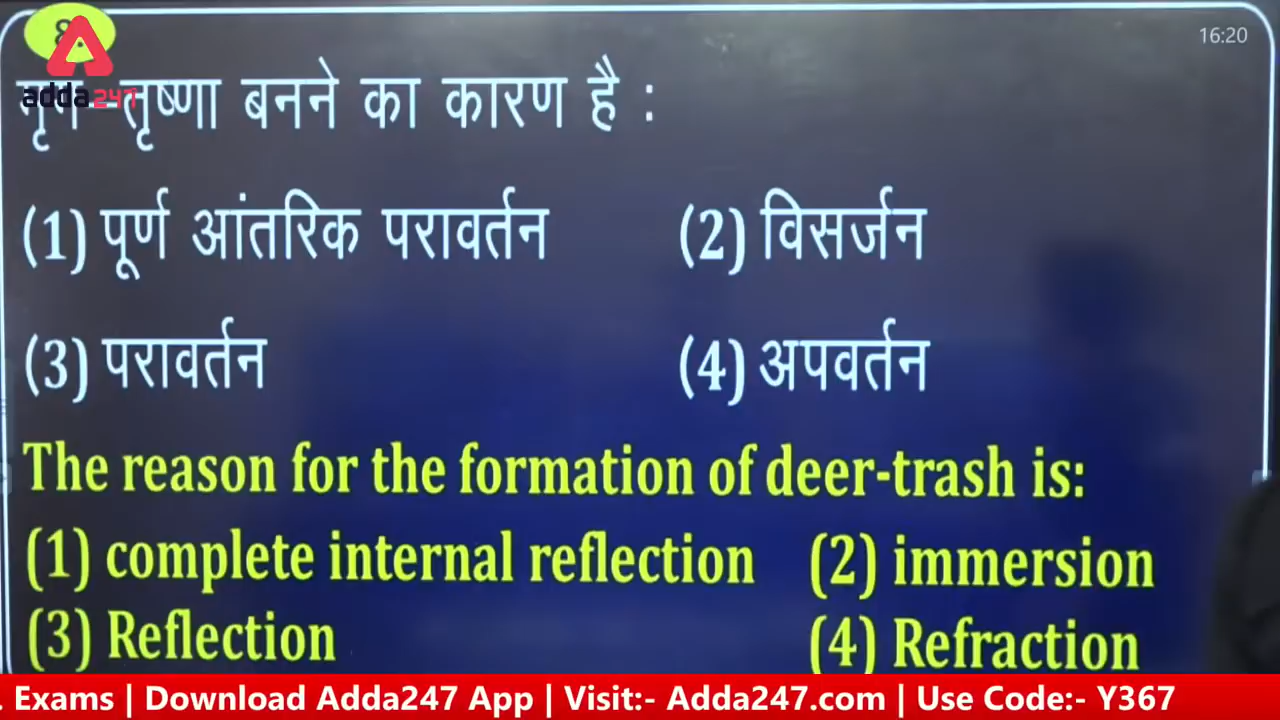 8.
16:20
adda247
मृग-तृष्णा बनने का कारण है :
(1) पूर्ण आंतरिक परावर्तन (2) विसर्जन
(3) परावर्तन (4) अपवर्तन
The reason for the formation of deer-trash is:
(1) complete internal reflection (2) immersion
(3) Reflection (4) Refraction
. Exams | Download Adda247 App | Visit:- Adda247.com | Use Code:- Y367